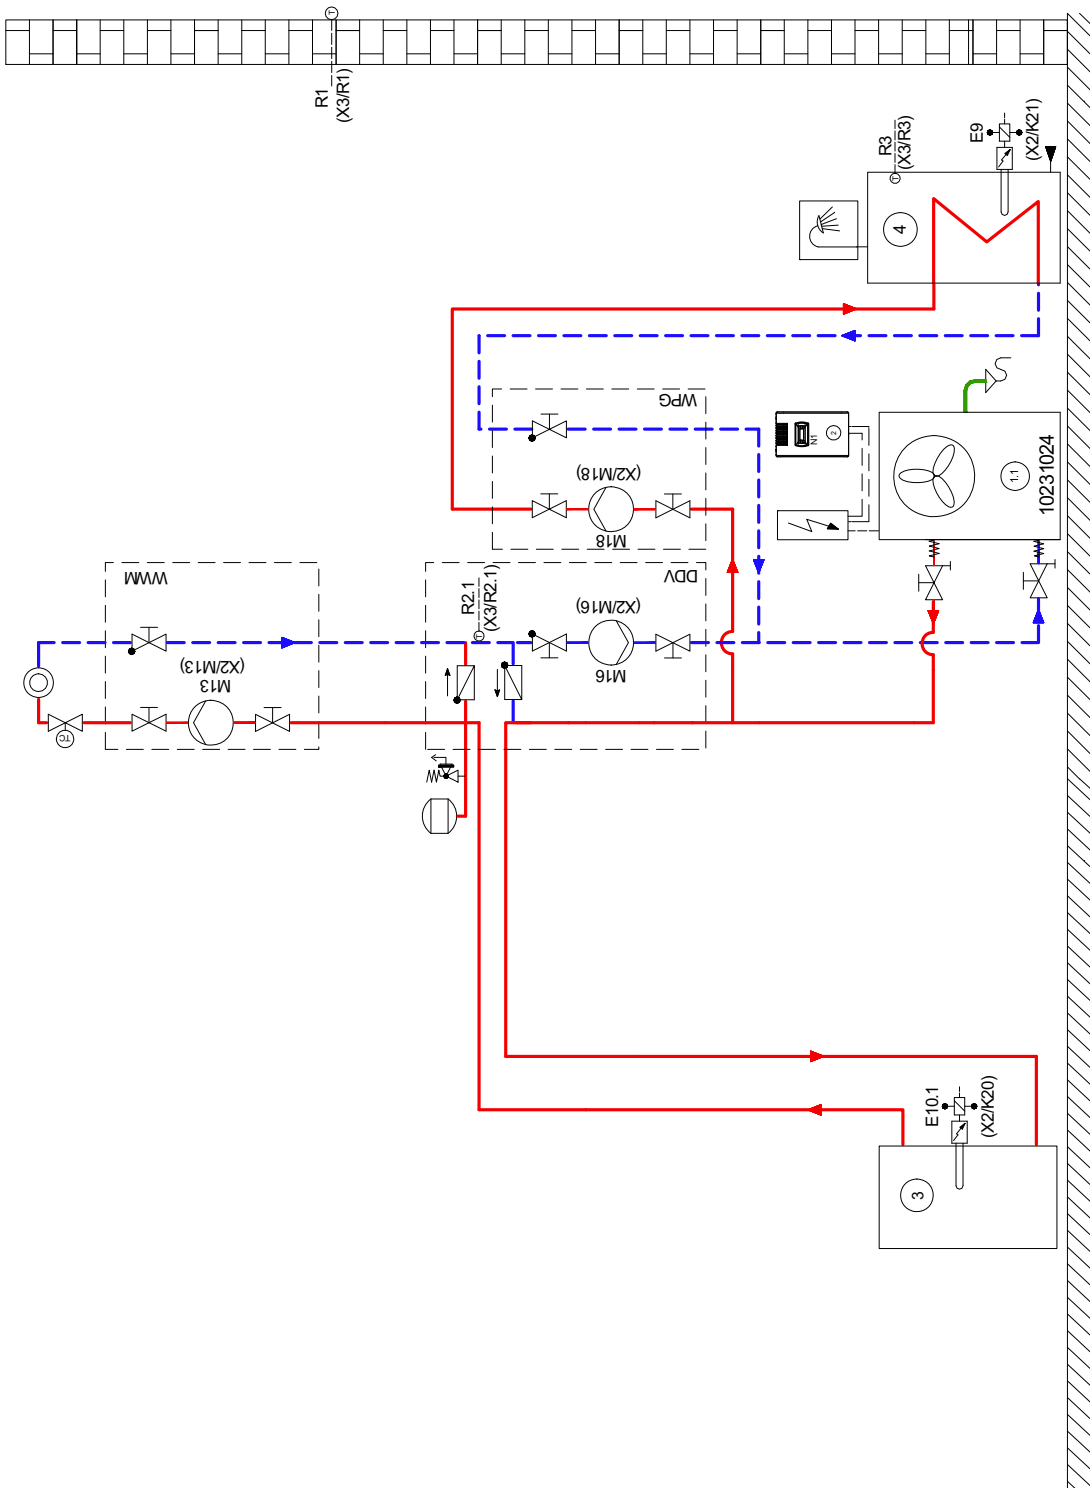 R1
(X3/R1)
R3
(X3/R3)
E9
(X2/K21)
4
WPG
M18
(X2/M18)
N1
2
1.1
10231024
WWM
M13
(X2/M13)
TC
R2.1
(X3/R2.1)
DDV
M16
(X2/M16)
E10.1
(X2/K20)
3
T
T
T